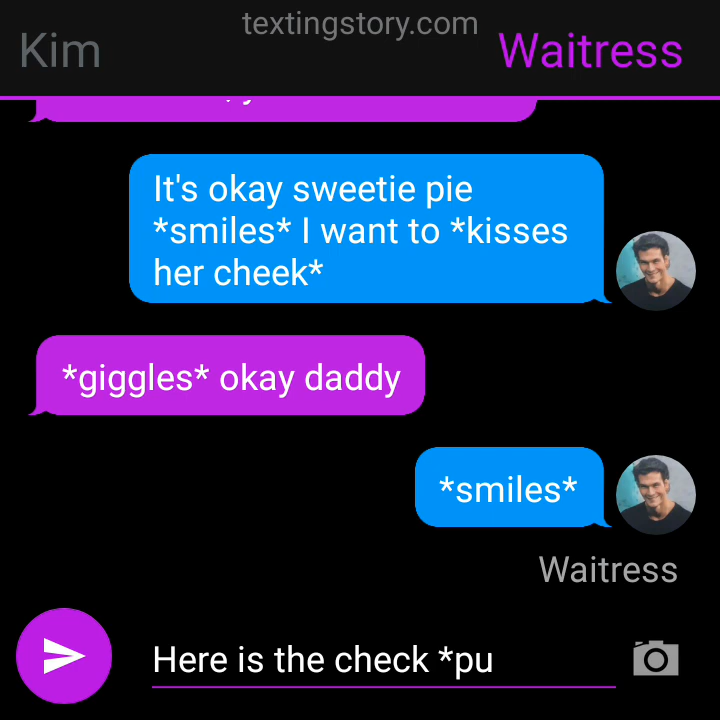 textingstory.com
Kim
Waitress
It's okay sweetie pie
*smiles* I want to *kisses
her cheek*
*giggles* okay daddy
*smiles*
Waitress
Here is the check *pu